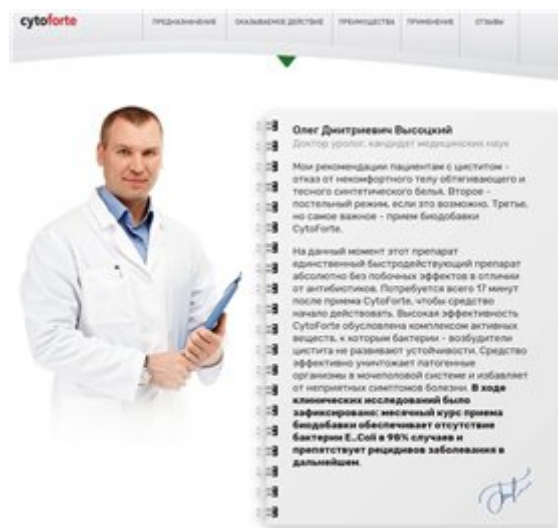 cytoforte
ПРЕДНАЗНАЧЕНИЕ ОКАЗЫВАЕМОЕ ДЕЙСТВИЕ ПРЕИМУЩЕСТВА ПРИМЕНЕНИЕ ОТЗЫВЫ
Олег Дмитриевич Высоцкий
Доктор уролог, кандидат медицинских наук
Мои рекомендации пациентам с циститом -
отказ от некомфортного телу обтягивающего и
тесного синтетического белья. Второе -
постельный режим, если это возможно. Третье,
но самое важное - прием биодобавки
CytoForte.
На данный момент этот препарат
единственный быстродействующий препарат
абсолютно без побочных эффектов в отличии
от антибиотиков. Потребуется всего 17 минут
после приема CytoForte, чтобы средство
начало действовать. Высокая эффективность
CytoForte обусловлена комплексом активных
веществ, к которым бактерии - возбудители
цистита не развивают устойчивости. Средство
эффективно уничтожает патогенные
организмы в мочеполовой системе и избавляет
от неприятных симптомов болезни. В ходе
клинических исследований было
зафиксировано: месячный курс приема
биодобавки обеспечивает отсутствие
бактерии E..Coli в 98% случаев и
препятствует рецидивов заболевания в
дальнейшем.